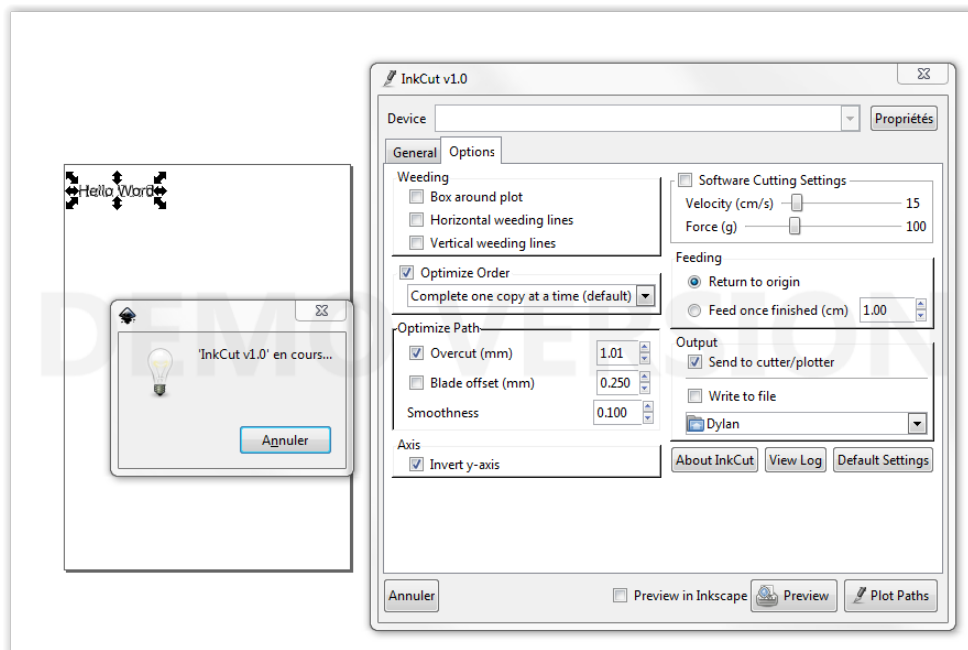 InkCut v1.0
Device
Propriétés
General
Options
Weeding
Box around plot
Horizontal weeding lines
Vertical weeding lines
Optimize Order
Complete one copy at a time (default)
Optimize Path
Overcut (mm) 1.01
Blade offset (mm) 0.250
Smoothness 0.100
Axis
Invert y-axis
Software Cutting Settings
Velocity (cm/s) 15
Force (g) 100
Feeding
Return to origin
Feed once finished (cm) 1.00
Output
Send to cutter/plotter
Write to file
Dylan
About InkCut
View Log
Default Settings
Annuler
Preview in Inkscape
Preview
Plot Paths
Hello Word
'InkCut v1.0' en cours...
Annuler
DEMO VERSION